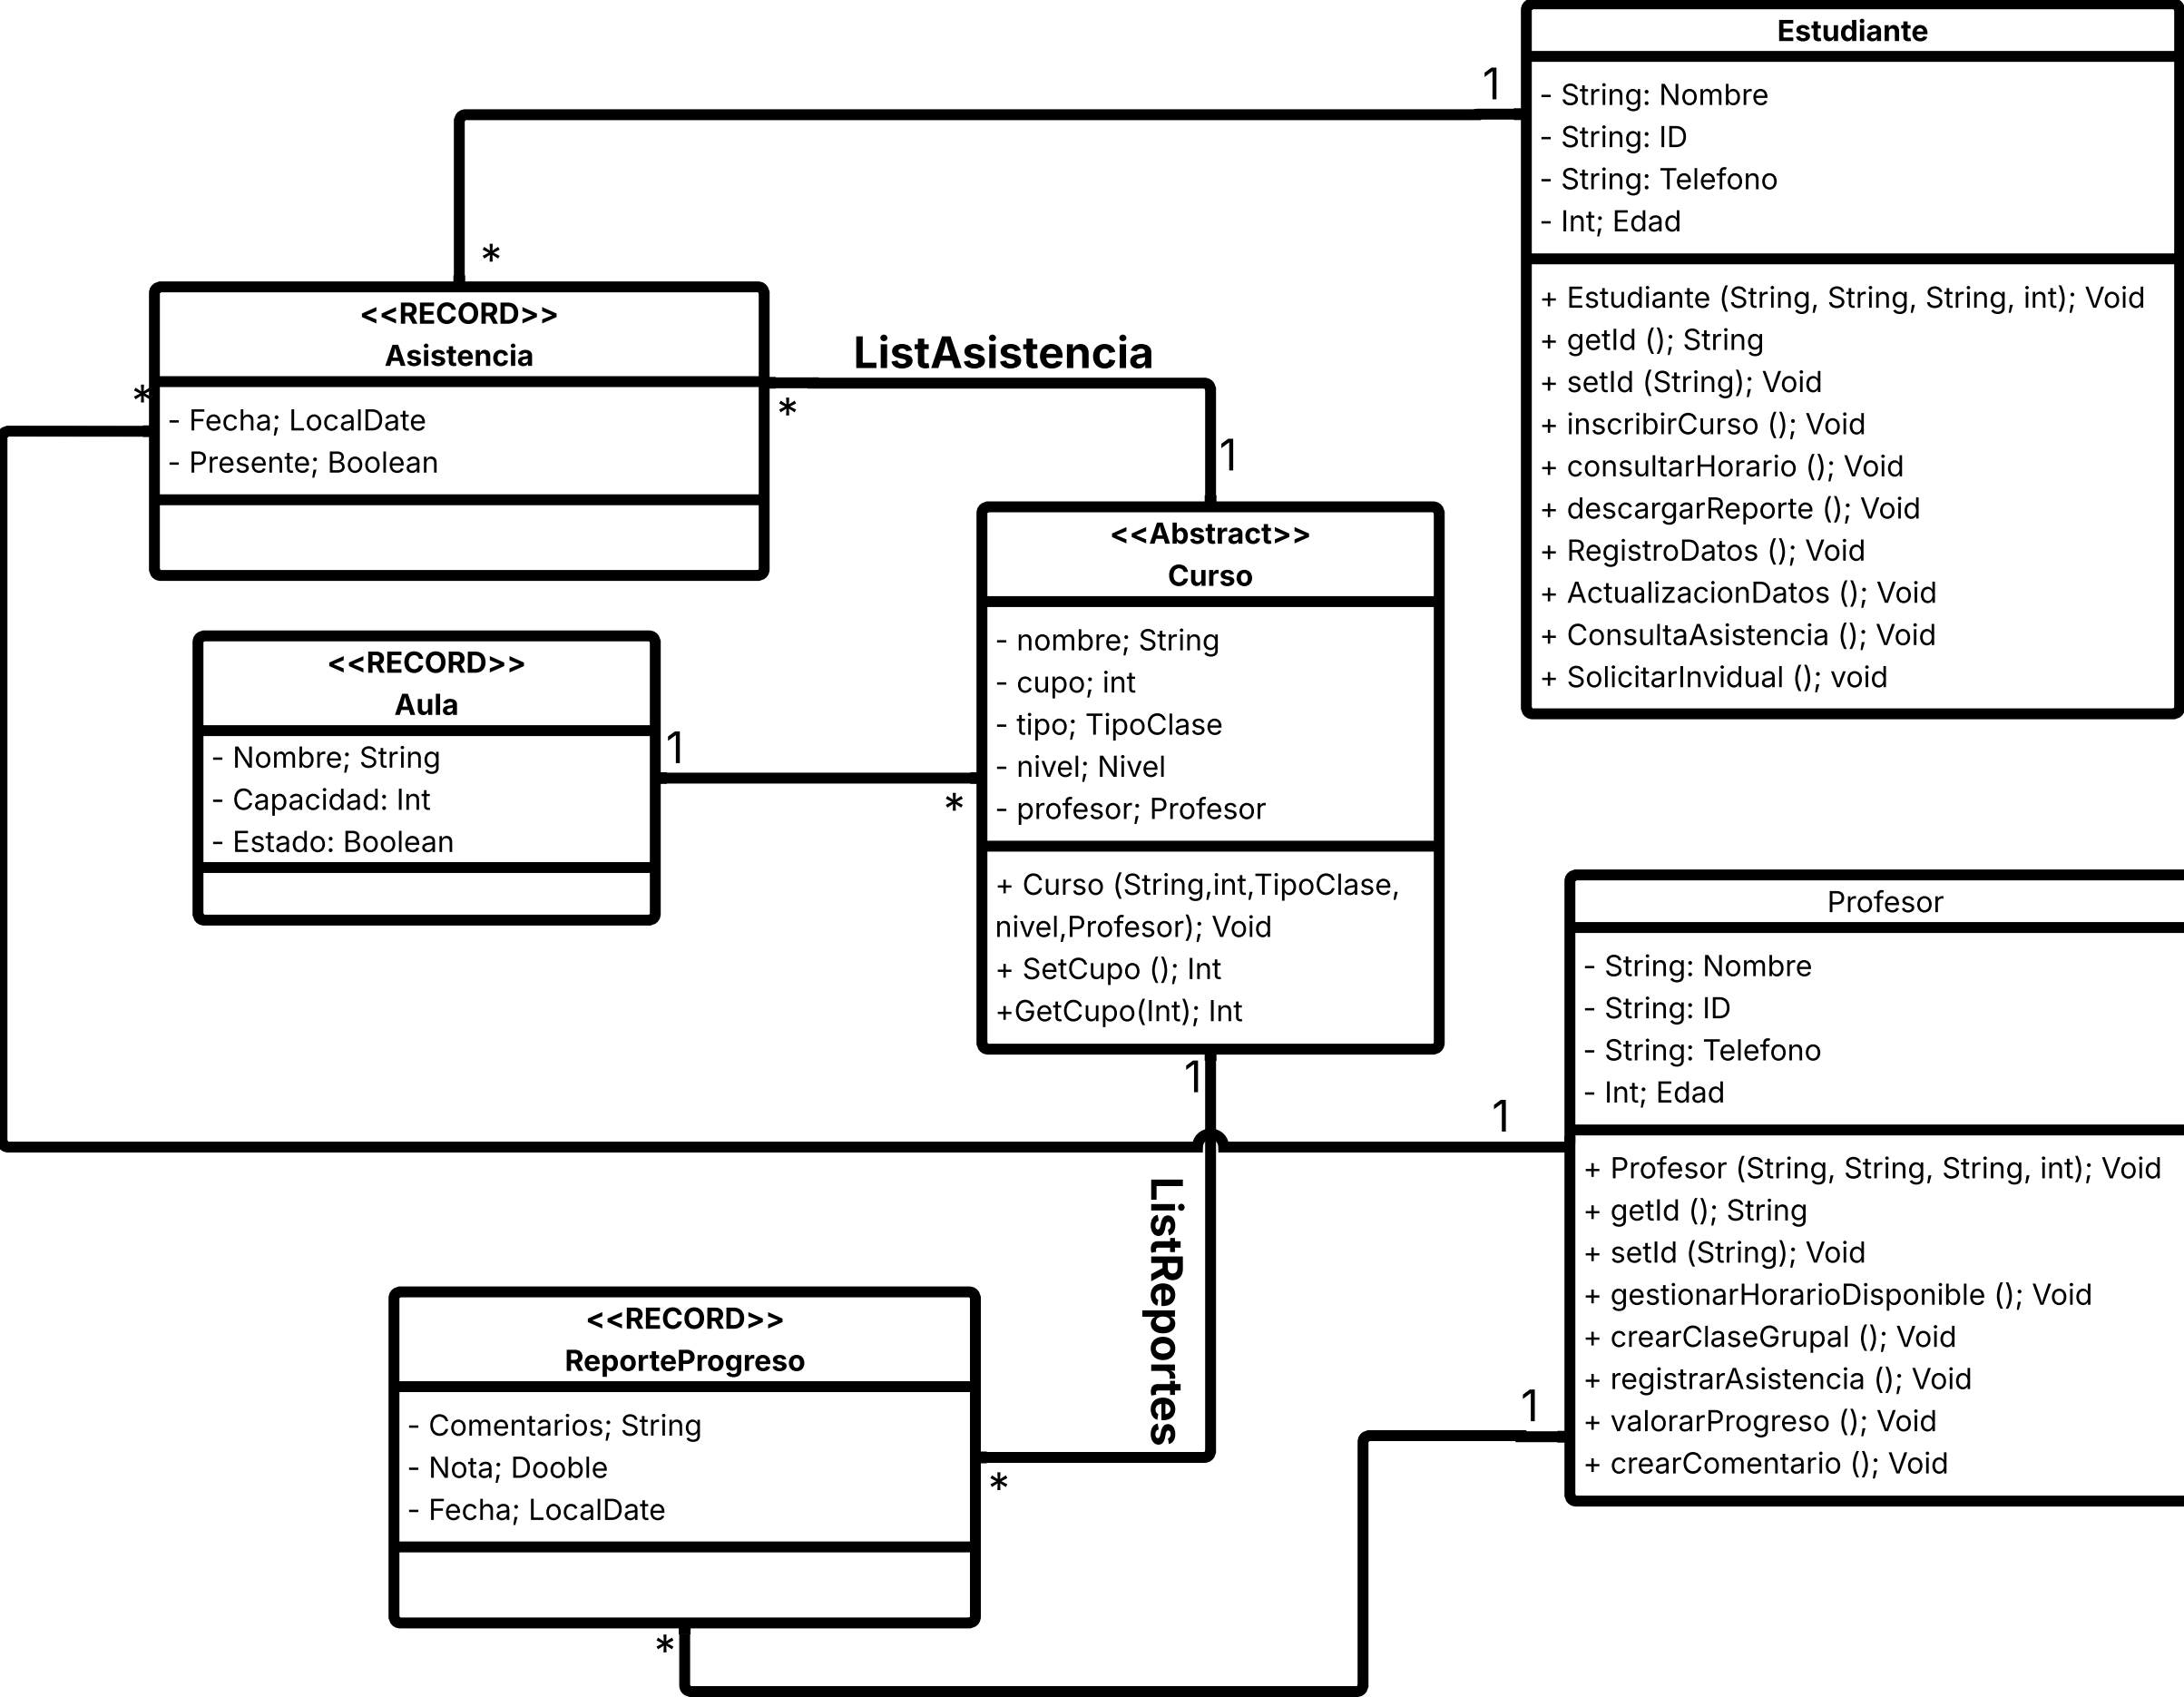 Estudiante
- String: Nombre
- String: ID
- String: Telefono
- Int; Edad
+ Estudiante (String, String, String, int); Void
+ getId (); String
+ setId (String); Void
+ inscribirCurso (); Void
+ consultarHorario (); Void
+ descargarReporte (); Void
+ RegistroDatos (); Void
+ ActualizacionDatos (); Void
+ ConsultaAsistencia (); Void
+ SolicitarInvidual (); void
1
*
<<RECORD>>
Asistencia
- Fecha; LocalDate
- Presente; Boolean
*
ListAsistencia
*
1
<<Abstract>>
Curso
- nombre; String
- cupo; int
- tipo; TipoClase
- nivel; Nivel
- profesor; Profesor
+ Curso (String,int,TipoClase,
nivel,Profesor); Void
+ SetCupo (); Int
+GetCupo(Int); Int
<<RECORD>>
Aula
- Nombre; String
- Capacidad: Int
- Estado: Boolean
1
*
Profesor
- String: Nombre
- String: ID
- String: Telefono
- Int; Edad
+ Profesor (String, String, String, int); Void
+ getId (); String
+ setId (String); Void
+ gestionarHorarioDisponible (); Void
+ crearClaseGrupal (); Void
+ registrarAsistencia (); Void
+ valorarProgreso (); Void
+ crearComentario (); Void
1
1
ListReportes
*
<<RECORD>>
ReporteProgreso
- Comentarios; String
- Nota; Dooble
- Fecha; LocalDate
*
1